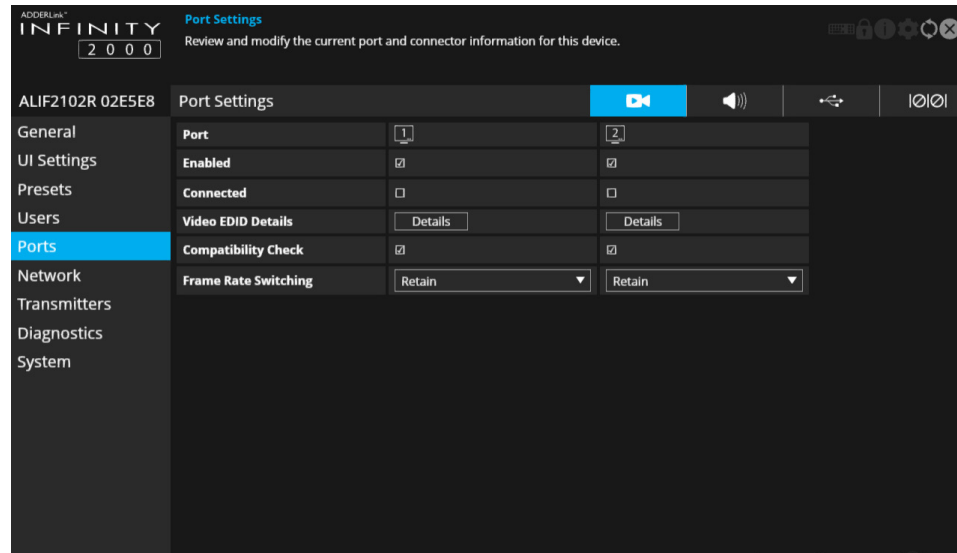 ADDERLink™
INFINITY
2000
Port Settings
Review and modify the current port and connector information for this device.
ALIF2102R 02E5E8
Port Settings
|Ø|Ø|
General
UI Settings
Presets
Users
Ports
Network
Transmitters
Diagnostics
System
Port 1 2
Enabled
Connected
Video EDID Details Details Details
Compatibility Check
Frame Rate Switching Retain Retain